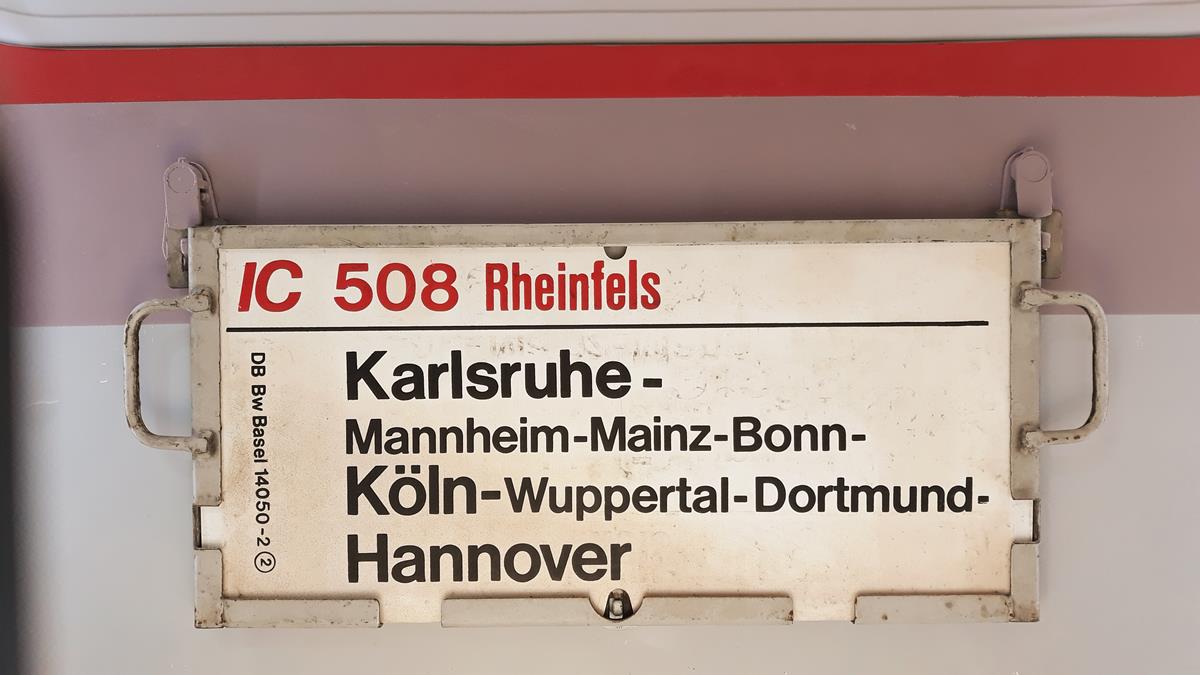 IC 508 Rheinfels
Karlsruhe -
Mannheim-Mainz-Bonn-
Köln-Wuppertal-Dortmund-
Hannover
DB Bw Basel 14050-2 ②